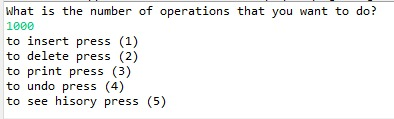 What is the number of operations that you want to do?
1000
to insert press (1)
to delete press (2)
to print press (3)
to undo press (4)
to see hisory press (5)